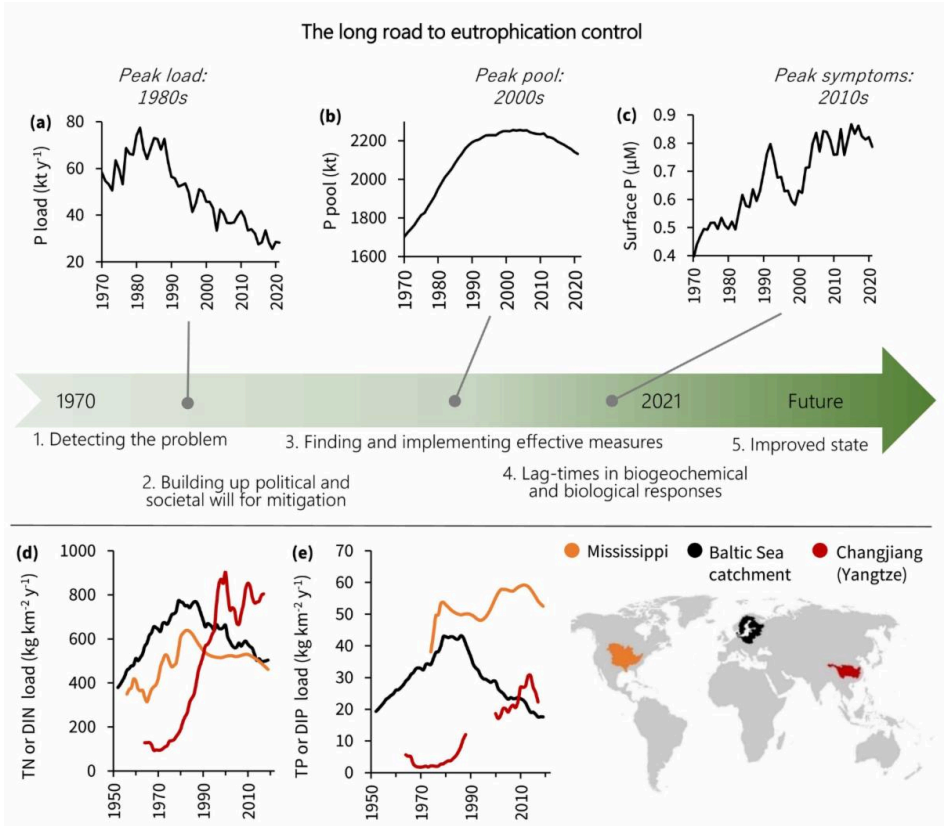 The long road to eutrophication control
Peak load:
1980s
Peak pool:
2000s
Peak symptoms:
2010s
(a)
P load (kt y⁻¹)
80
60
40
20
1970
1980
1990
2000
2010
2020
(b)
P
pool (kt)
2200
2000
1800
1600
1970
1980
1990
2000
2010
2020
(c)
Surface P (µM)
0.9
0.8
0.7
0.6
0.5
0.4
1970
1980
1990
2000
2010
2020
1970
2021
Future
1. Detecting the problem
2. Building up political and
societal will for mitigation
3. Finding and implementing effective measures
4. Lag-times in biogeochemical
and biological responses
5. Improved state
(d)
TN or DIN load (kg km⁻² y⁻¹)
1000
800
600
400
200
0
1950
1970
1990
2010
(e)
TP or DIP load (kg km⁻² y⁻¹)
70
60
50
40
30
20
10
0
1950
1970
1990
2010
Mississippi
Baltic Sea
catchment
Changjiang
(Yangtze)